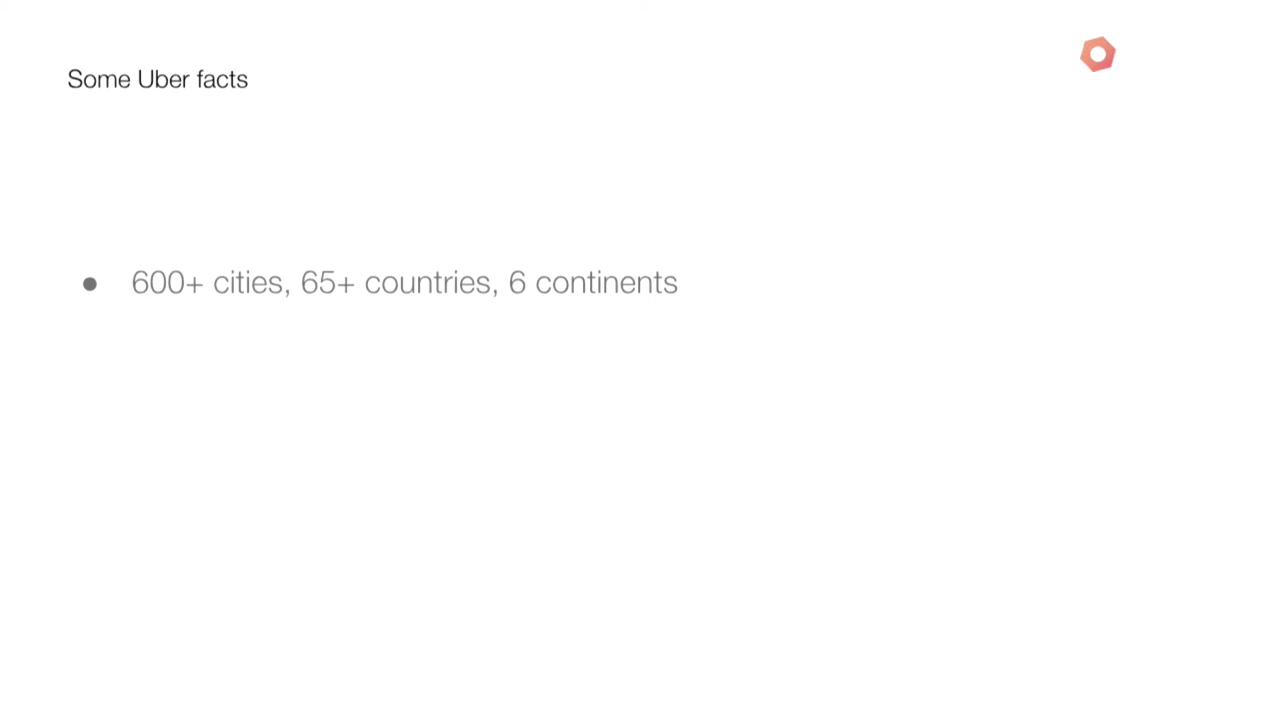 Some Uber facts
● 600+ cities, 65+ countries, 6 continents